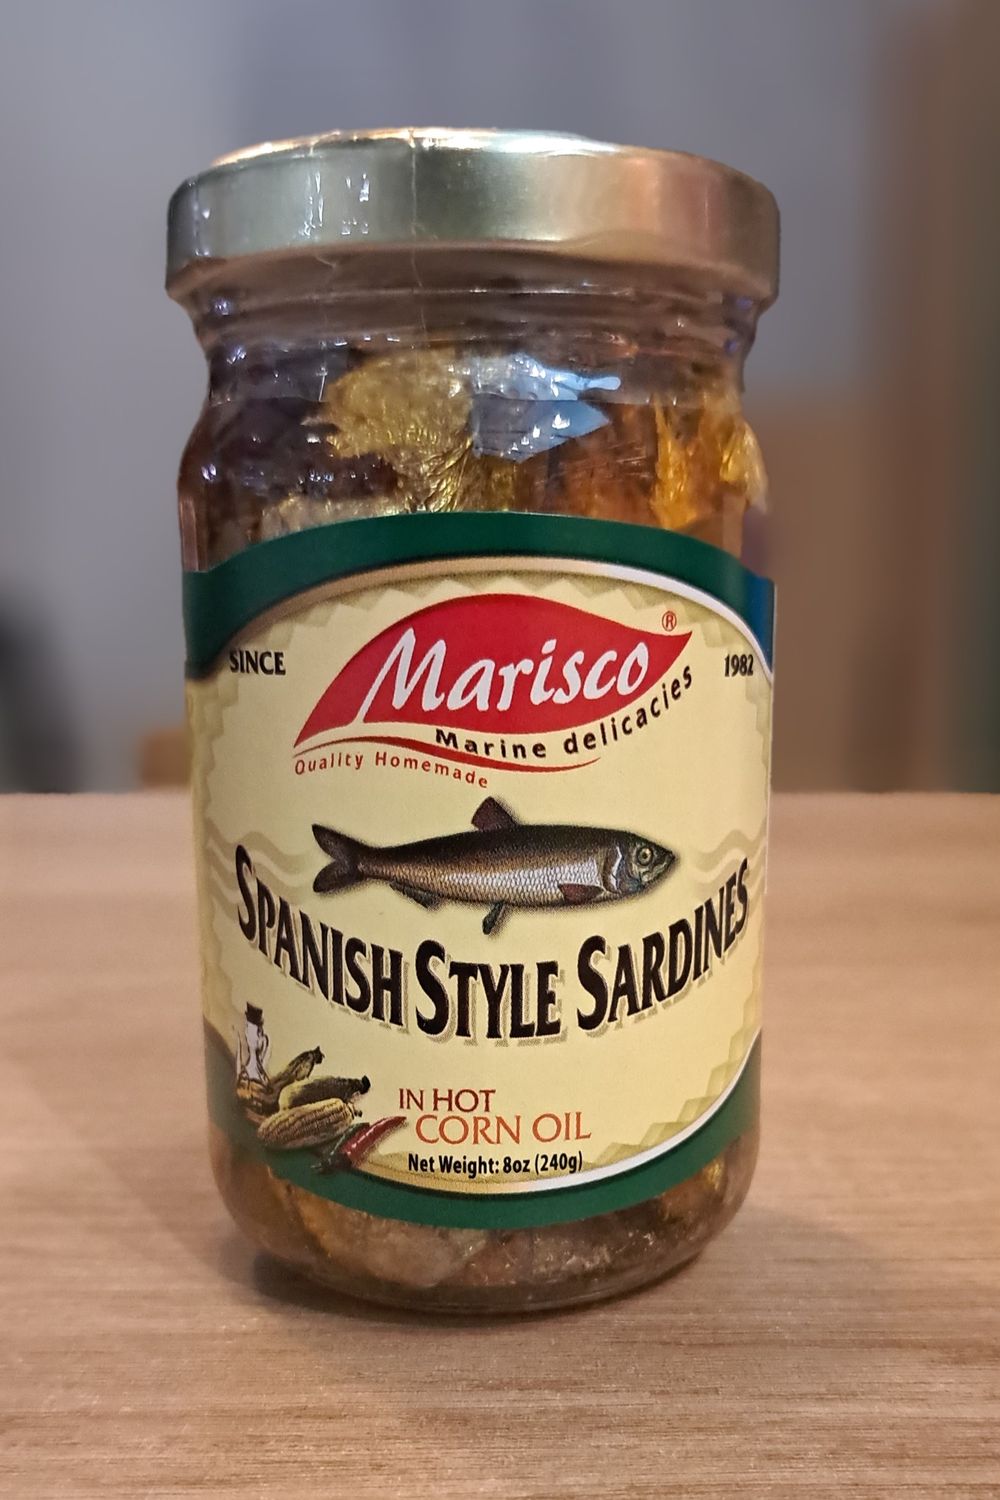 SINCE
Marisco®
1982
Marine delicacies
Quality Homemade
SPANISH STYLE SARDINES
IN HOT
CORN OIL
Net Weight: 8oz (240g)